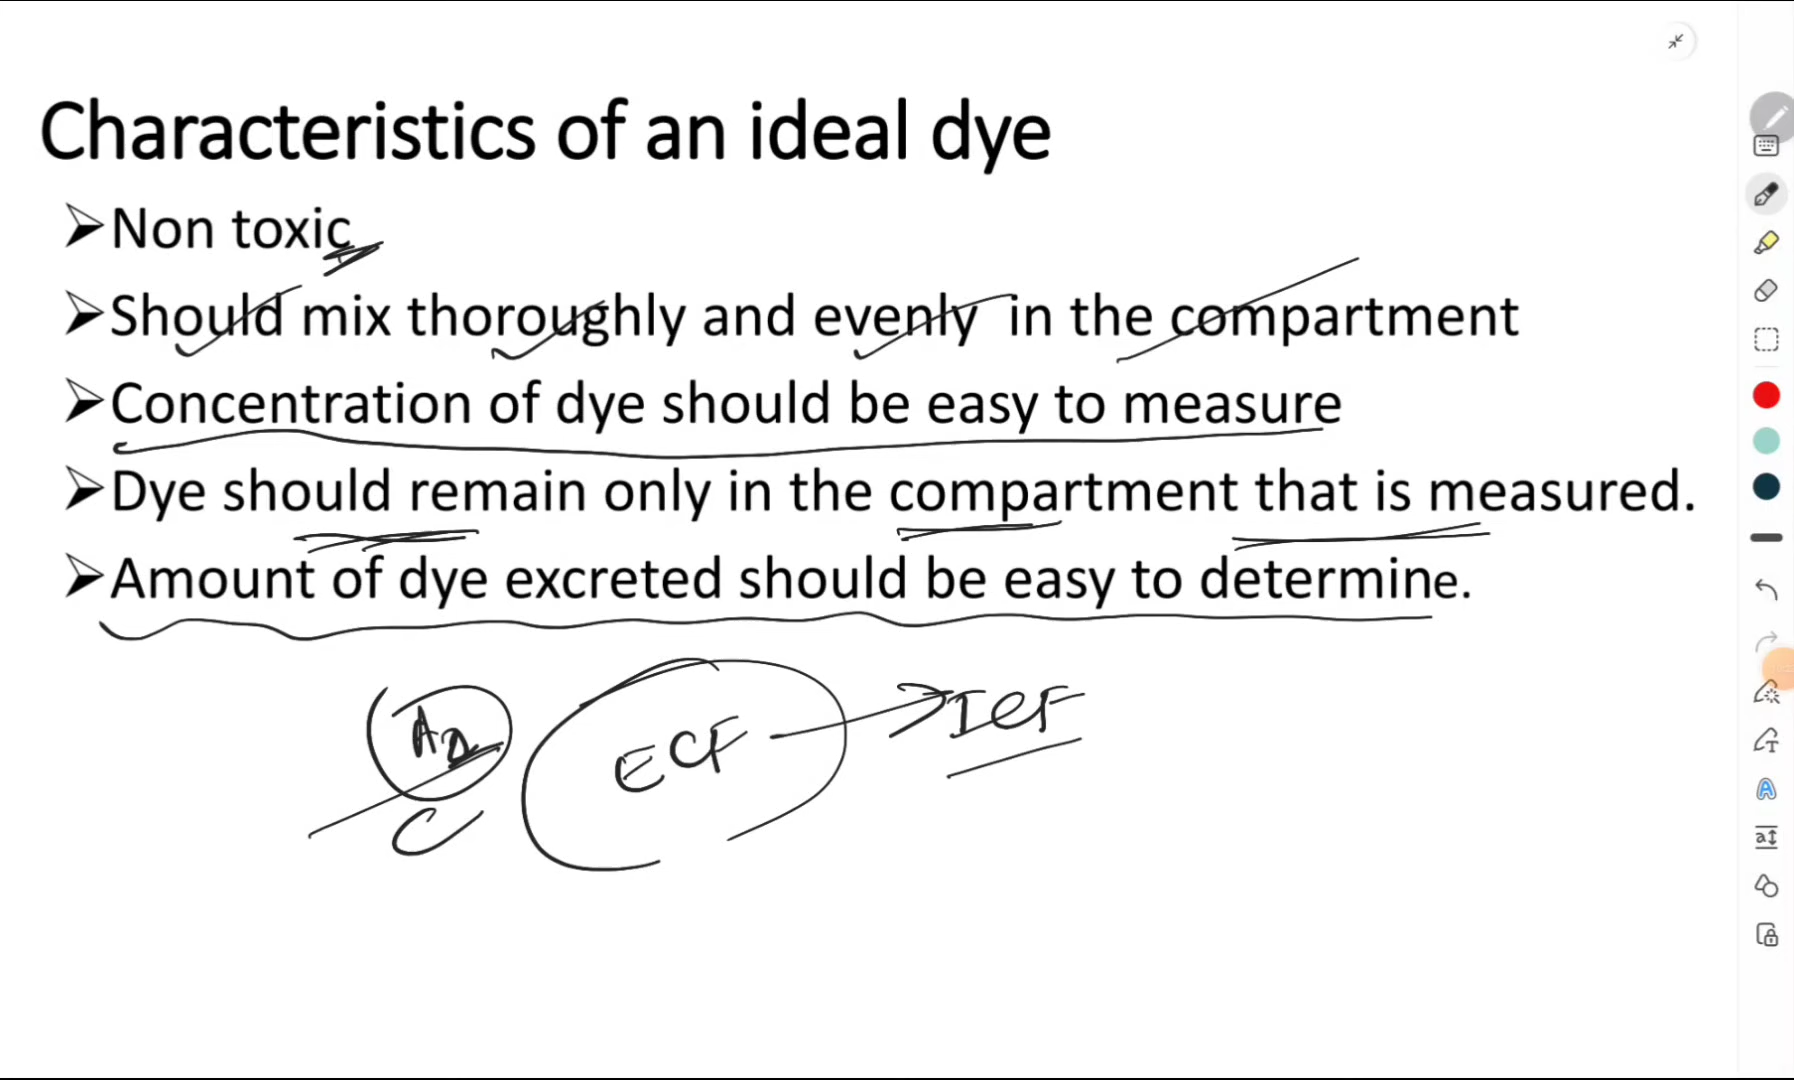 Characteristics of an ideal dye
➤Non toxic
➤Should mix thoroughly and evenly in the compartment
➤Concentration of dye should be easy to measure
➤Dye should remain only in the compartment that is measured.
➤Amount of dye excreted should be easy to determine.
ECF → ICF
C